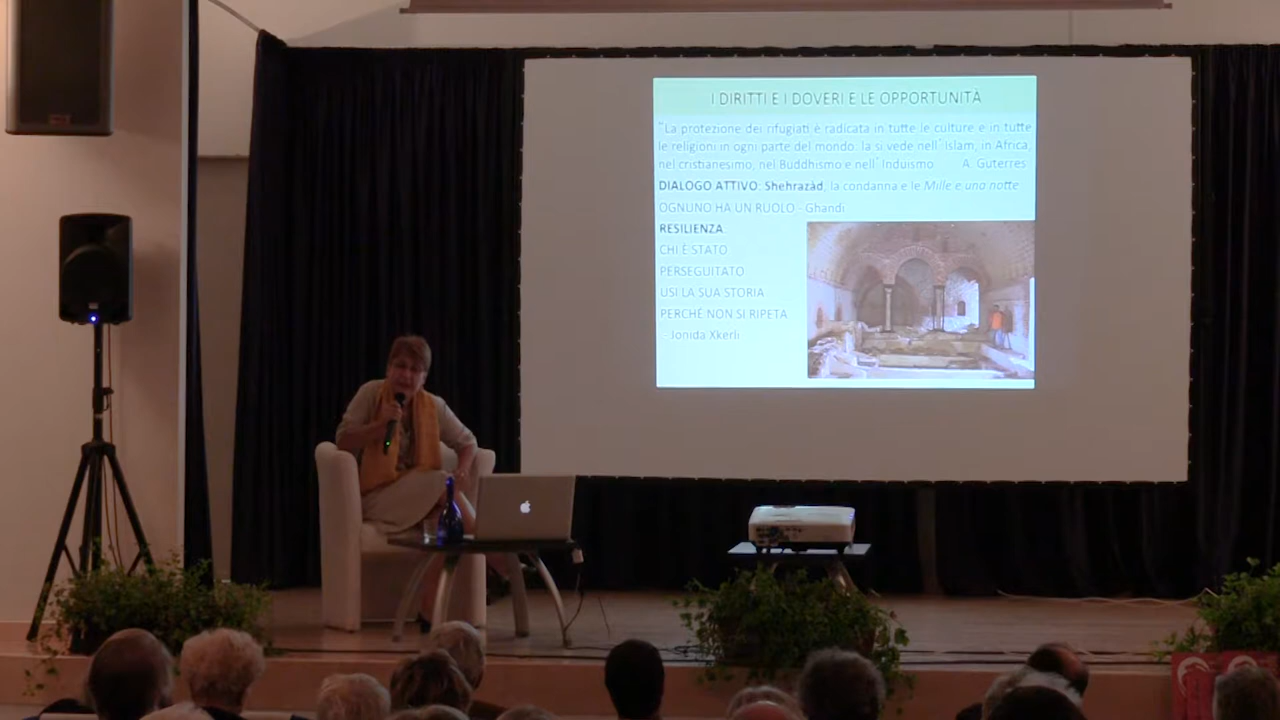 I DIRITTI E I DOVERI E LE OPPORTUNITÀ
"La protezione dei rifugiati è radicata in tutte le culture e in tutte
le religioni in ogni parte del mondo: la si vede nell' Islam, in Africa,
nel cristianesimo, nel Buddhismo e nell' Induismo A. Guterres
DIALOGO ATTIVO: Shehrazàd, la condanna e le Mille e una notte
OGNUNO HA UN RUOLO - Ghandi
RESILIENZA
CHI È STATO
PERSEGUITATO
USI LA SUA STORIA
PERCHÉ NON SI RIPETA
- Jonida Xkerli